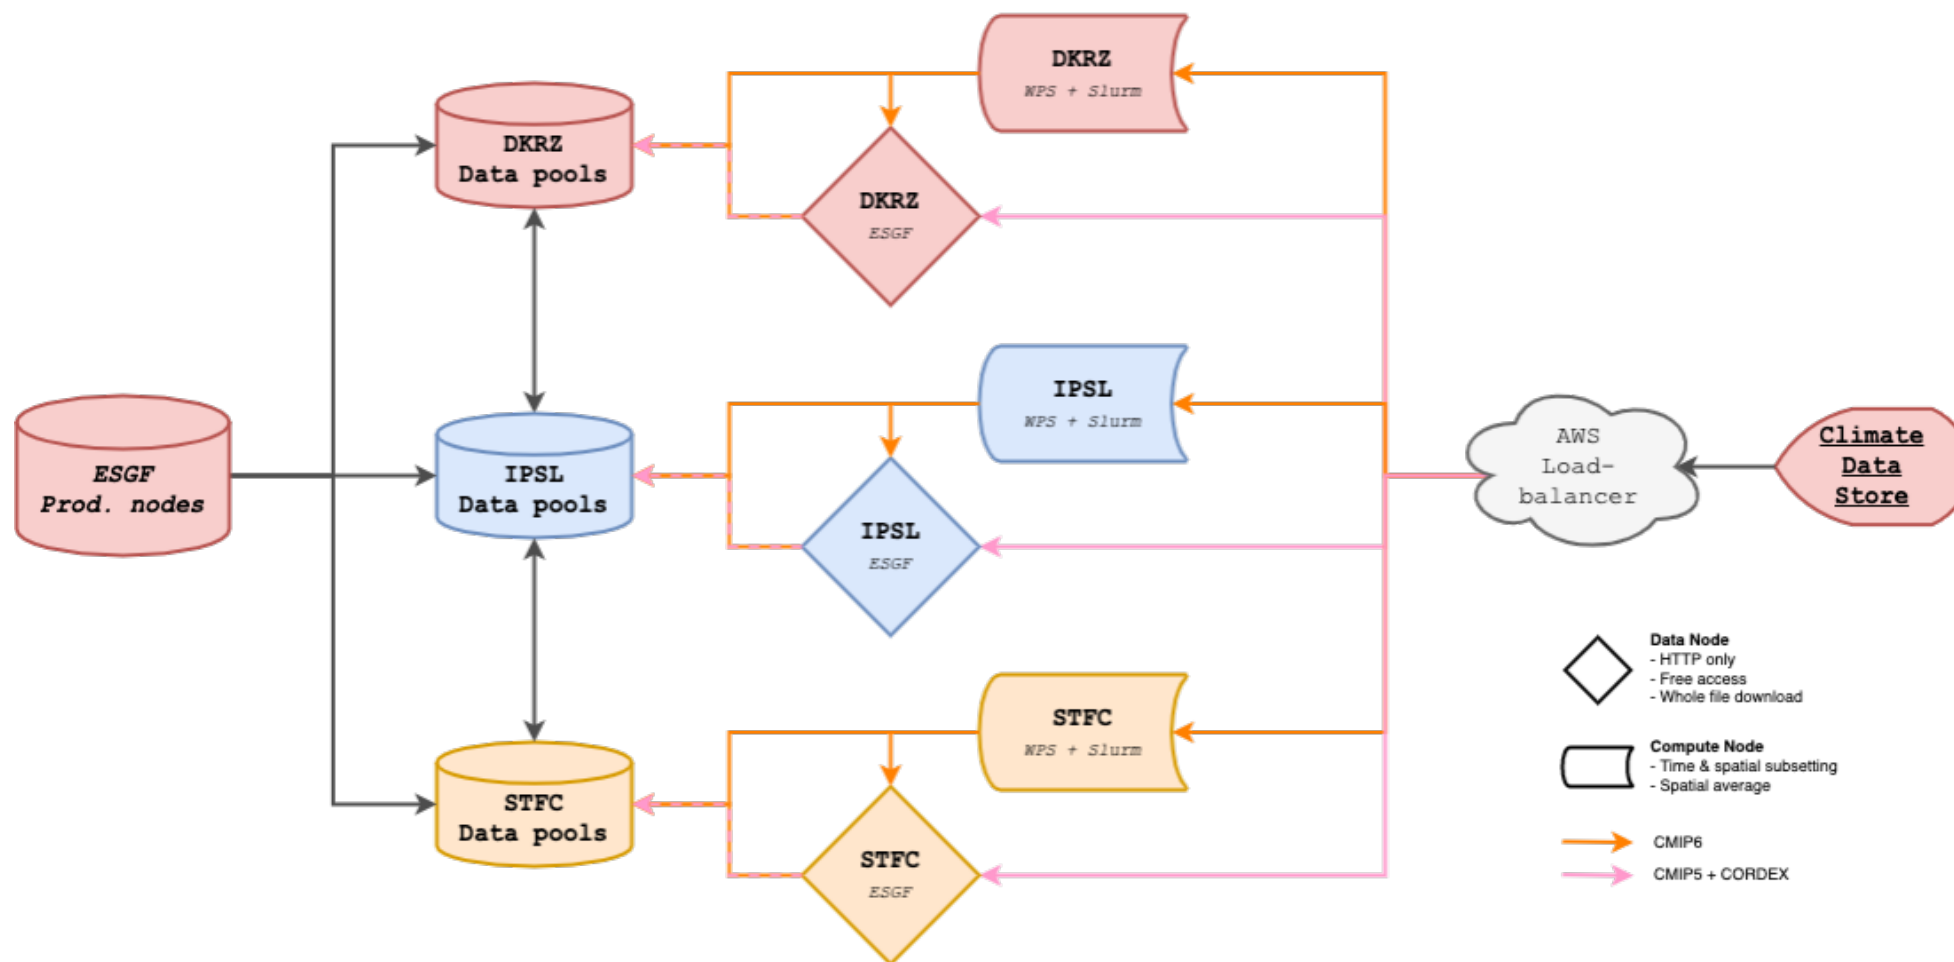 DKRZ
WPS + Slurm
DKRZ
Data pools
DKRZ
ESGF
IPSL
WPS + Slurm
ESGF
Prod. nodes
IPSL
Data pools
IPSL
ESGF
AWS
Load-
balancer
Climate
Data
Store
STFC
WPS + Slurm
STFC
Data pools
STFC
ESGF
Data Node
- HTTP only
- Free access
- Whole file download
Compute Node
- Time & spatial subsetting
- Spatial average
CMIP6
CMIP5 + CORDEX